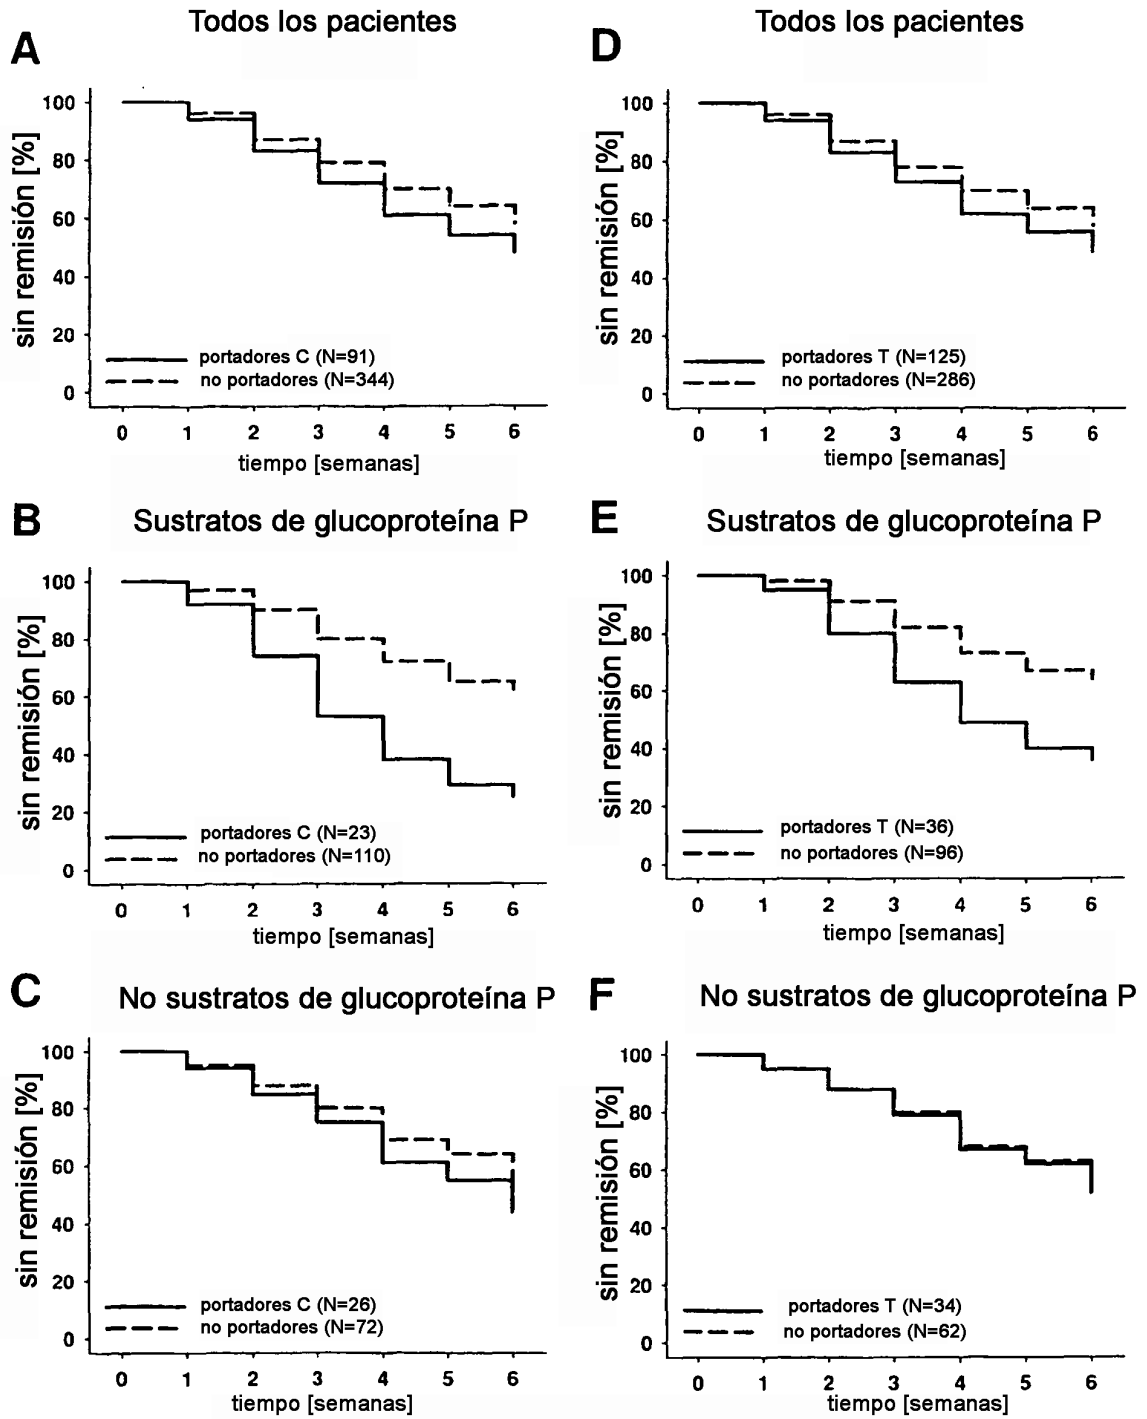 A
Todos los pacientes
sin remisión [%]
100
80
60
40
20
0
portadores C (N=91)
no portadores (N=344)
0 1 2 3 4 5 6
tiempo [semanas]
D
Todos los pacientes
sin remisión [%]
100
80
60
40
20
0
portadores T (N=125)
no portadores (N=286)
0 1 2 3 4 5 6
tiempo [semanas]
B
Sustratos de glucoproteína P
sin remisión [%]
100
80
60
40
20
0
portadores C (N=23)
no portadores (N=110)
0 1 2 3 4 5 6
tiempo [semanas]
E
Sustratos de glucoproteína P
sin remisión [%]
100
80
60
40
20
0
portadores T (N=36)
no portadores (N=96)
0 1 2 3 4 5 6
tiempo [semanas]
C
No sustratos de glucoproteína P
sin remisión [%]
100
80
60
40
20
0
portadores C (N=26)
no portadores (N=72)
0 1 2 3 4 5 6
tiempo [semanas]
F
No sustratos de glucoproteína P
sin remisión [%]
100
80
60
40
20
0
portadores T (N=34)
no portadores (N=62)
0 1 2 3 4 5 6
tiempo [semanas]